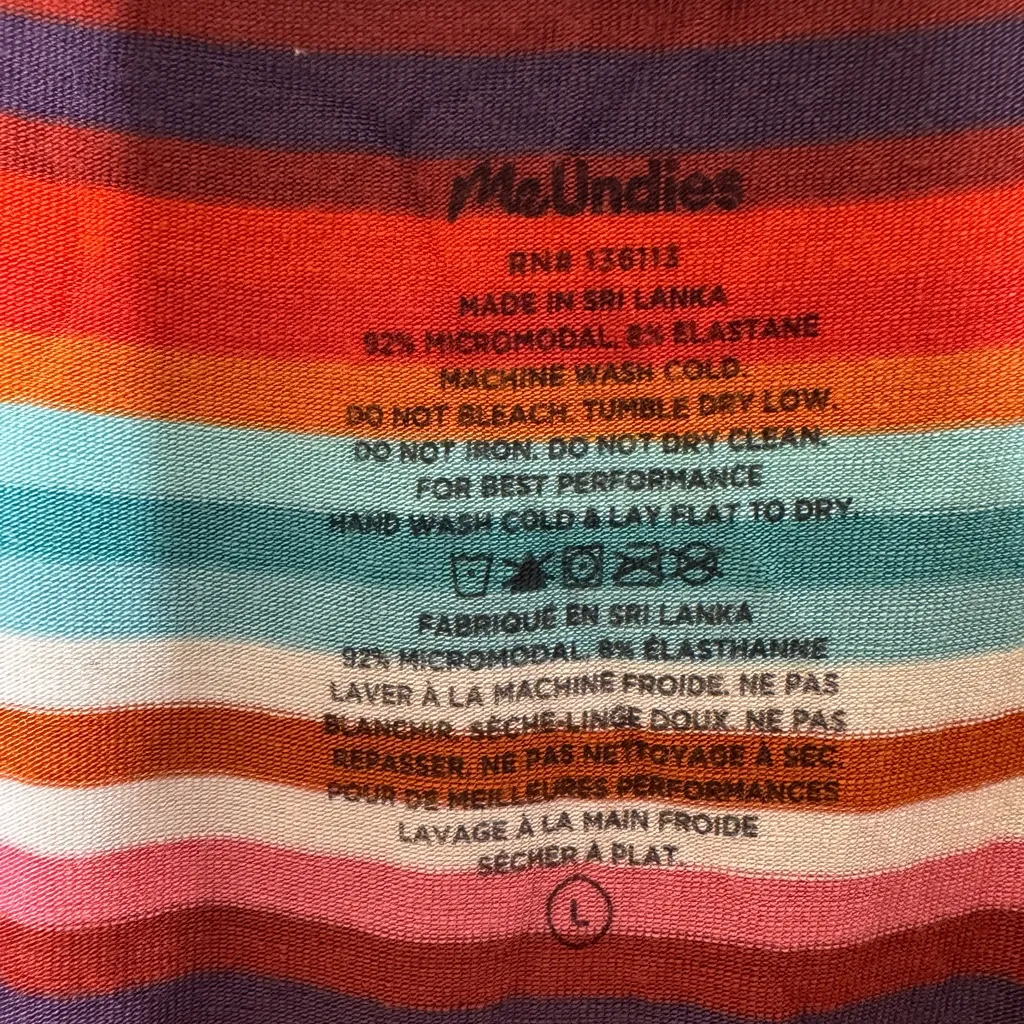 MeUndies
RN# 136113
MADE IN SRI LANKA
92% MICROMODAL, 8% ELASTANE
MACHINE WASH COLD.
DO NOT BLEACH. TUMBLE DRY LOW.
DO NOT IRON. DO NOT DRY CLEAN.
FOR BEST PERFORMANCE
HAND WASH COLD & LAY FLAT TO DRY.
FABRIQUÉ EN SRI LANKA
92% MICROMODAL, 8% ÉLASTHANNE
LAVER À LA MACHINE FROIDE. NE PAS
BLANCHIR. SÈCHE-LINGE DOUX. NE PAS
REPASSER. NE PAS NETTOYAGE À SEC.
POUR DE MEILLEURES PERFORMANCES
LAVAGE À LA MAIN FROIDE
SÉCHER À PLAT.
L